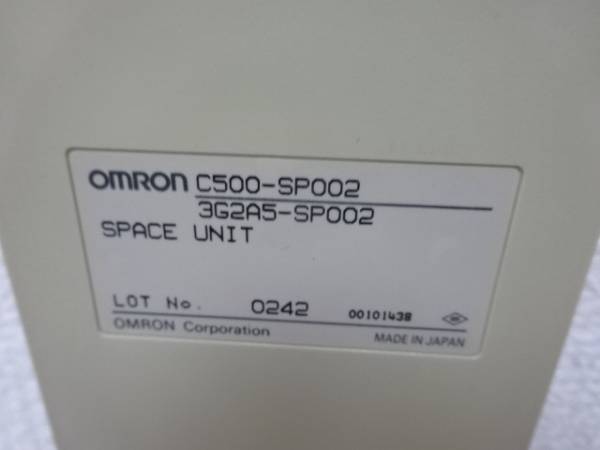 OMRON C500-SP002
3G2A5-SP002
SPACE UNIT
LOT No. 0242 00101438
OMRON Corporation MADE IN JAPAN